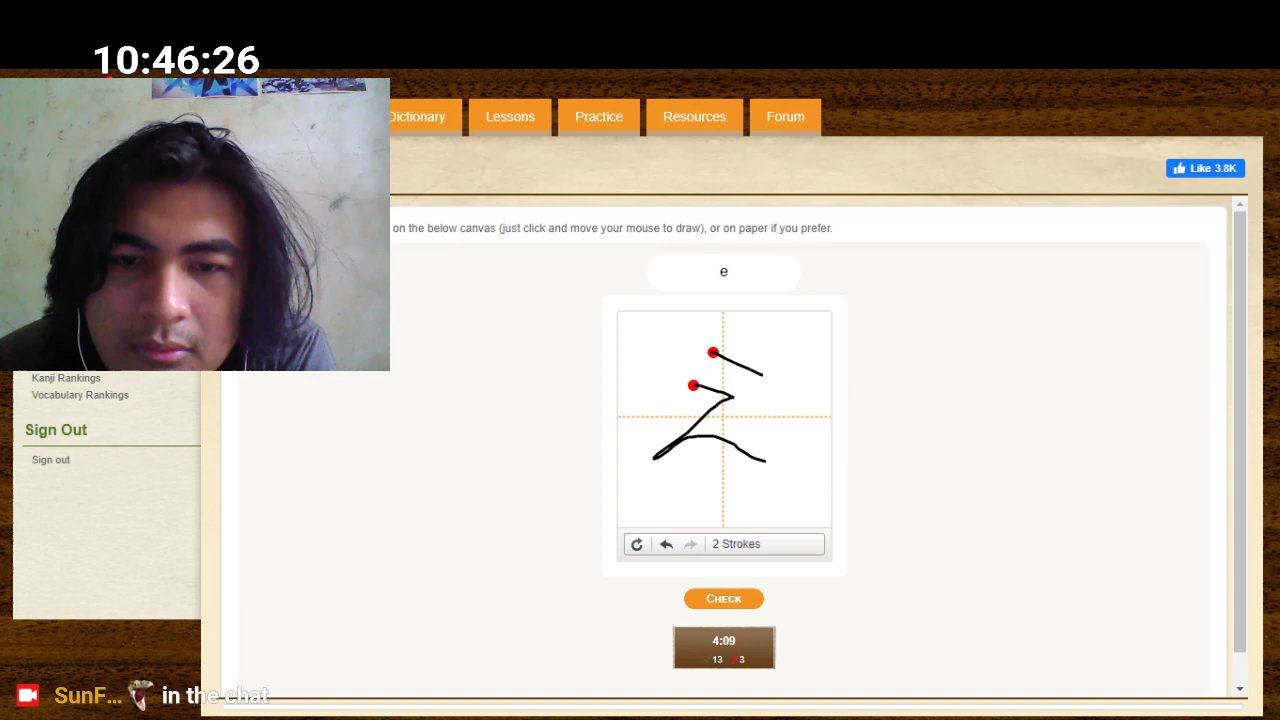 10:46:26
Dictionary
Lessons
Practice
Resources
Forum
Like 3.8K
on the below canvas (just click and move your mouse to draw), or on paper if you prefer.
e
え
2 Strokes
CHECK
4:09
13 3
Kanji Rankings
Vocabulary Rankings
Sign Out
Sign out
SunF... in the chat